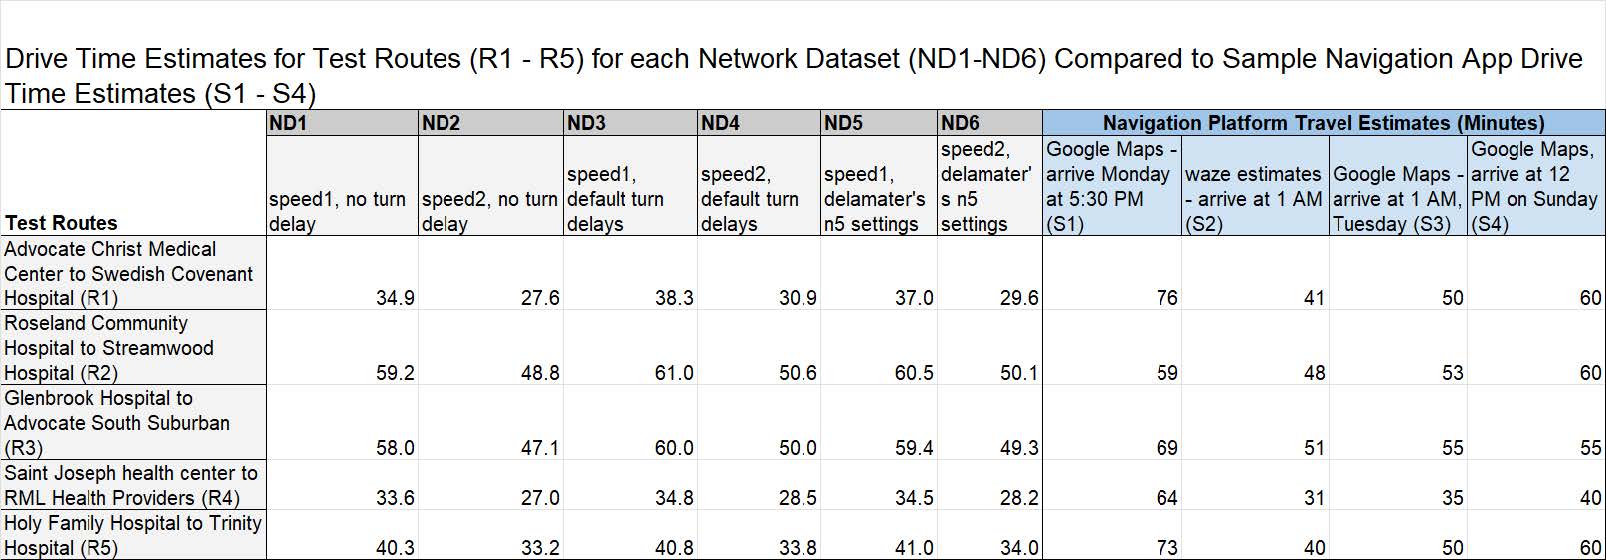 Drive Time Estimates for Test Routes (R1 - R5) for each Network Dataset (ND1-ND6) Compared to Sample Navigation App Drive
Time Estimates (S1 - S4)
ND1 ND2 ND3 ND4 ND5 ND6 Navigation Platform Travel Estimates (Minutes)
Test Routes
speed1, no turn
delay
speed2, no turn
delay
speed1,
default turn
delays
speed2,
default turn
delays
speed1,
delamater's
n5 settings
speed2,
delamater'
s n5
settings
Google Maps -
arrive Monday
at 5:30 PM
(S1)
waze estimates
- arrive at 1 AM
(S2)
Google Maps -
arrive at 1 AM,
Tuesday (S3)
Google Maps,
arrive at 12
PM on Sunday
(S4)
Advocate Christ Medical
Center to Swedish Covenant
Hospital (R1) 34.9 27.6 38.3 30.9 37.0 29.6 76 41 50 60
Roseland Community
Hospital to Streamwood
Hospital (R2) 59.2 48.8 61.0 50.6 60.5 50.1 59 48 53 60
Glenbrook Hospital to
Advocate South Suburban
(R3) 58.0 47.1 60.0 50.0 59.4 49.3 69 51 55 55
Saint Joseph health center to
RML Health Providers (R4) 33.6 27.0 34.8 28.5 34.5 28.2 64 31 35 40
Holy Family Hospital to Trinity
Hospital (R5) 40.3 33.2 40.8 33.8 41.0 34.0 73 40 50 60